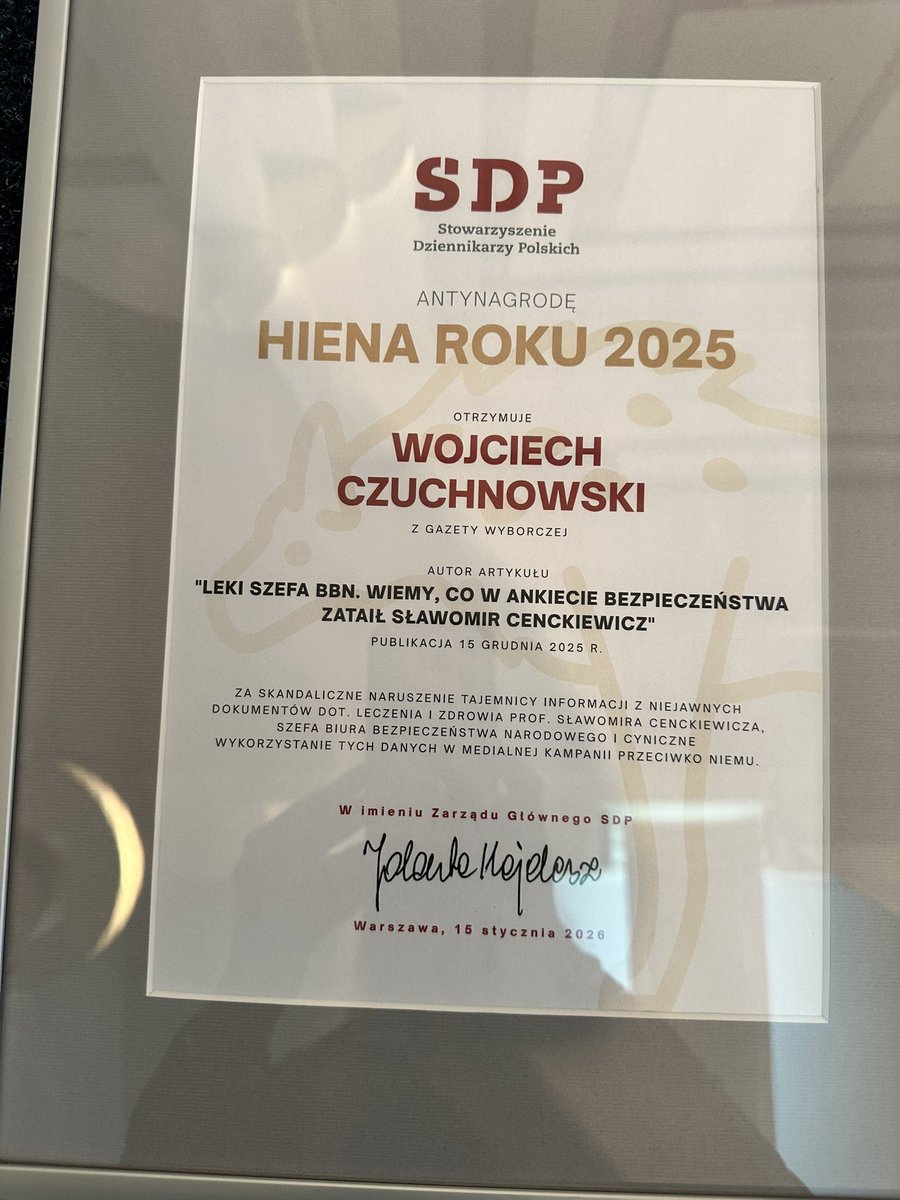 SDP
Stowarzyszenie
Dziennikarzy Polskich
ANTYNAGRODĘ
HIENA ROKU 2025
OTRZYMUJE
WOJCIECH
CZUCHNOWSKI
Z GAZETY WYBORCZEJ
AUTOR ARTYKUŁU
"LEKI SZEFA BBN. WIEMY, CO W ANKIECIE BEZPIECZEŃSTWA
ZATAIŁ SŁAWOMIR CENCKIEWICZ"
PUBLIKACJA 15 GRUDNIA 2025 R.
ZA SKANDALICZNE NARUSZENIE TAJEMNICY INFORMACJI Z NIEJAWNYCH
DOKUMENTÓW DOT. LECZENIA I ZDROWIA PROF. SŁAWOMIRA CENCKIEWICZA,
SZEFA BIURA BEZPIECZEŃSTWA NARODOWEGO I CYNICZNE
WYKORZYSTANIE TYCH DANYCH W MEDIALNEJ KAMPANII PRZECIWKO NIEMU.
W imieniu Zarządu Głównego SDP
Jolanta Hajdasz
Warszawa, 15 stycznia 2026